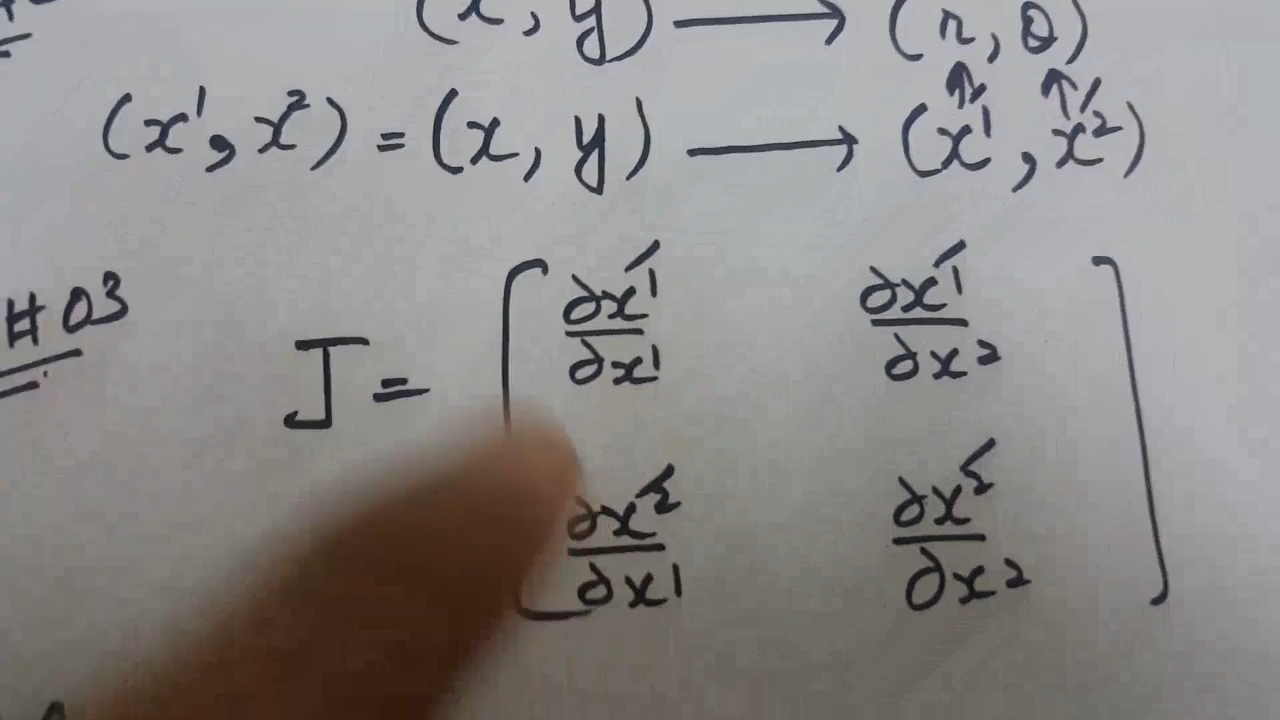 (x, y) ⟶ (r, θ)
(x¹, x²) = (x, y) ⟶ (x′¹, x′²)
#03
J = [ ∂x′¹/∂x¹ ∂x′¹/∂x²
∂x′²/∂x¹ ∂x′²/∂x² ]